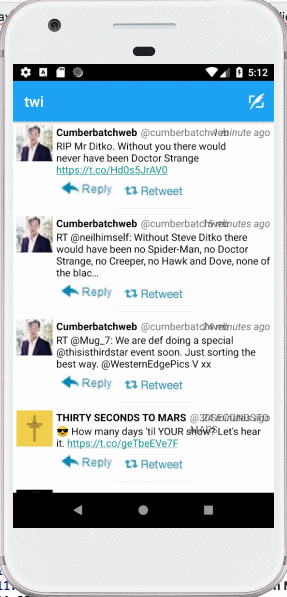 5:12
twi
Cumberbatchweb @cumberbatchweb 1 minute ago
RIP Mr Ditko. Without you there would
never have been Doctor Strange
https://t.co/Hd0s5JrAV0
Reply Retweet
Cumberbatchweb @cumberbatchweb 15 minutes ago
RT @neilhimself: Without Steve Ditko there
would have been no Spider-Man, no Doctor
Strange, no Creeper, no Hawk and Dove, none of
the blac…
Reply Retweet
Cumberbatchweb @cumberbatchweb minutes ago
RT @Mug_7: We are def doing a special
@thisisthirdstar event soon. Just sorting the
best way. @WesternEdgePics V xx
Reply Retweet
THIRTY SECONDS TO MARS
😎 How many days 'til YOUR show? Let's hear
it. https://t.co/geTbeEVe7F
Reply Retweet